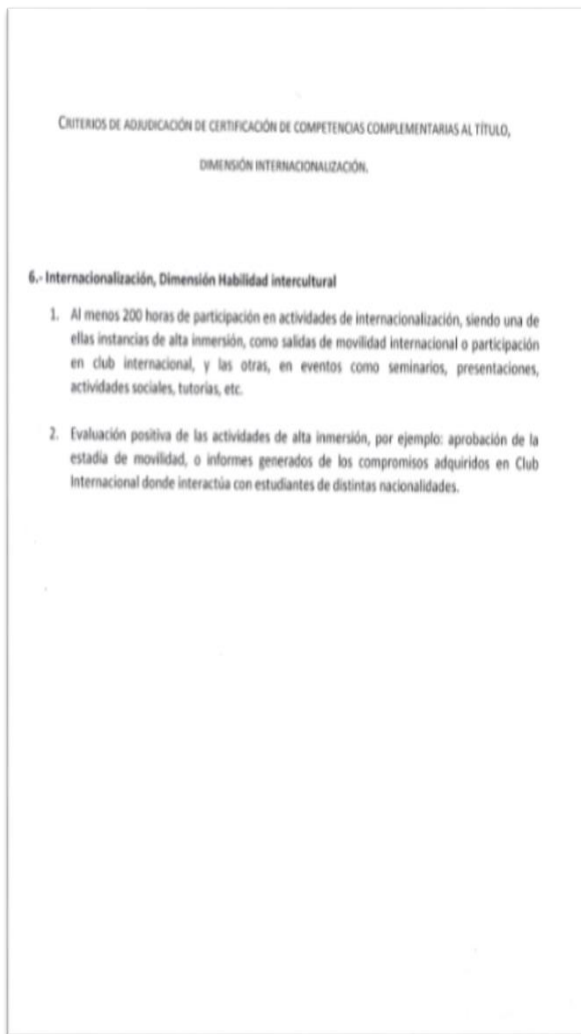 CRITERIOS DE ADJUDICACIÓN DE CERTIFICACIÓN DE COMPETENCIAS COMPLEMENTARIAS AL TÍTULO,
DIMENSIÓN INTERNACIONALIZACIÓN.
6.- Internacionalización, Dimensión Habilidad intercultural
1. Al menos 200 horas de participación en actividades de internacionalización, siendo una de
ellas instancias de alta inmersión, como salidas de movilidad internacional o participación
en club internacional, y las otras, en eventos como seminarios, presentaciones,
actividades sociales, tutorías, etc.
2. Evaluación positiva de las actividades de alta inmersión, por ejemplo: aprobación de la
estadía de movilidad, o informes generados de los compromisos adquiridos en Club
Internacional donde interactúa con estudiantes de distintas nacionalidades.